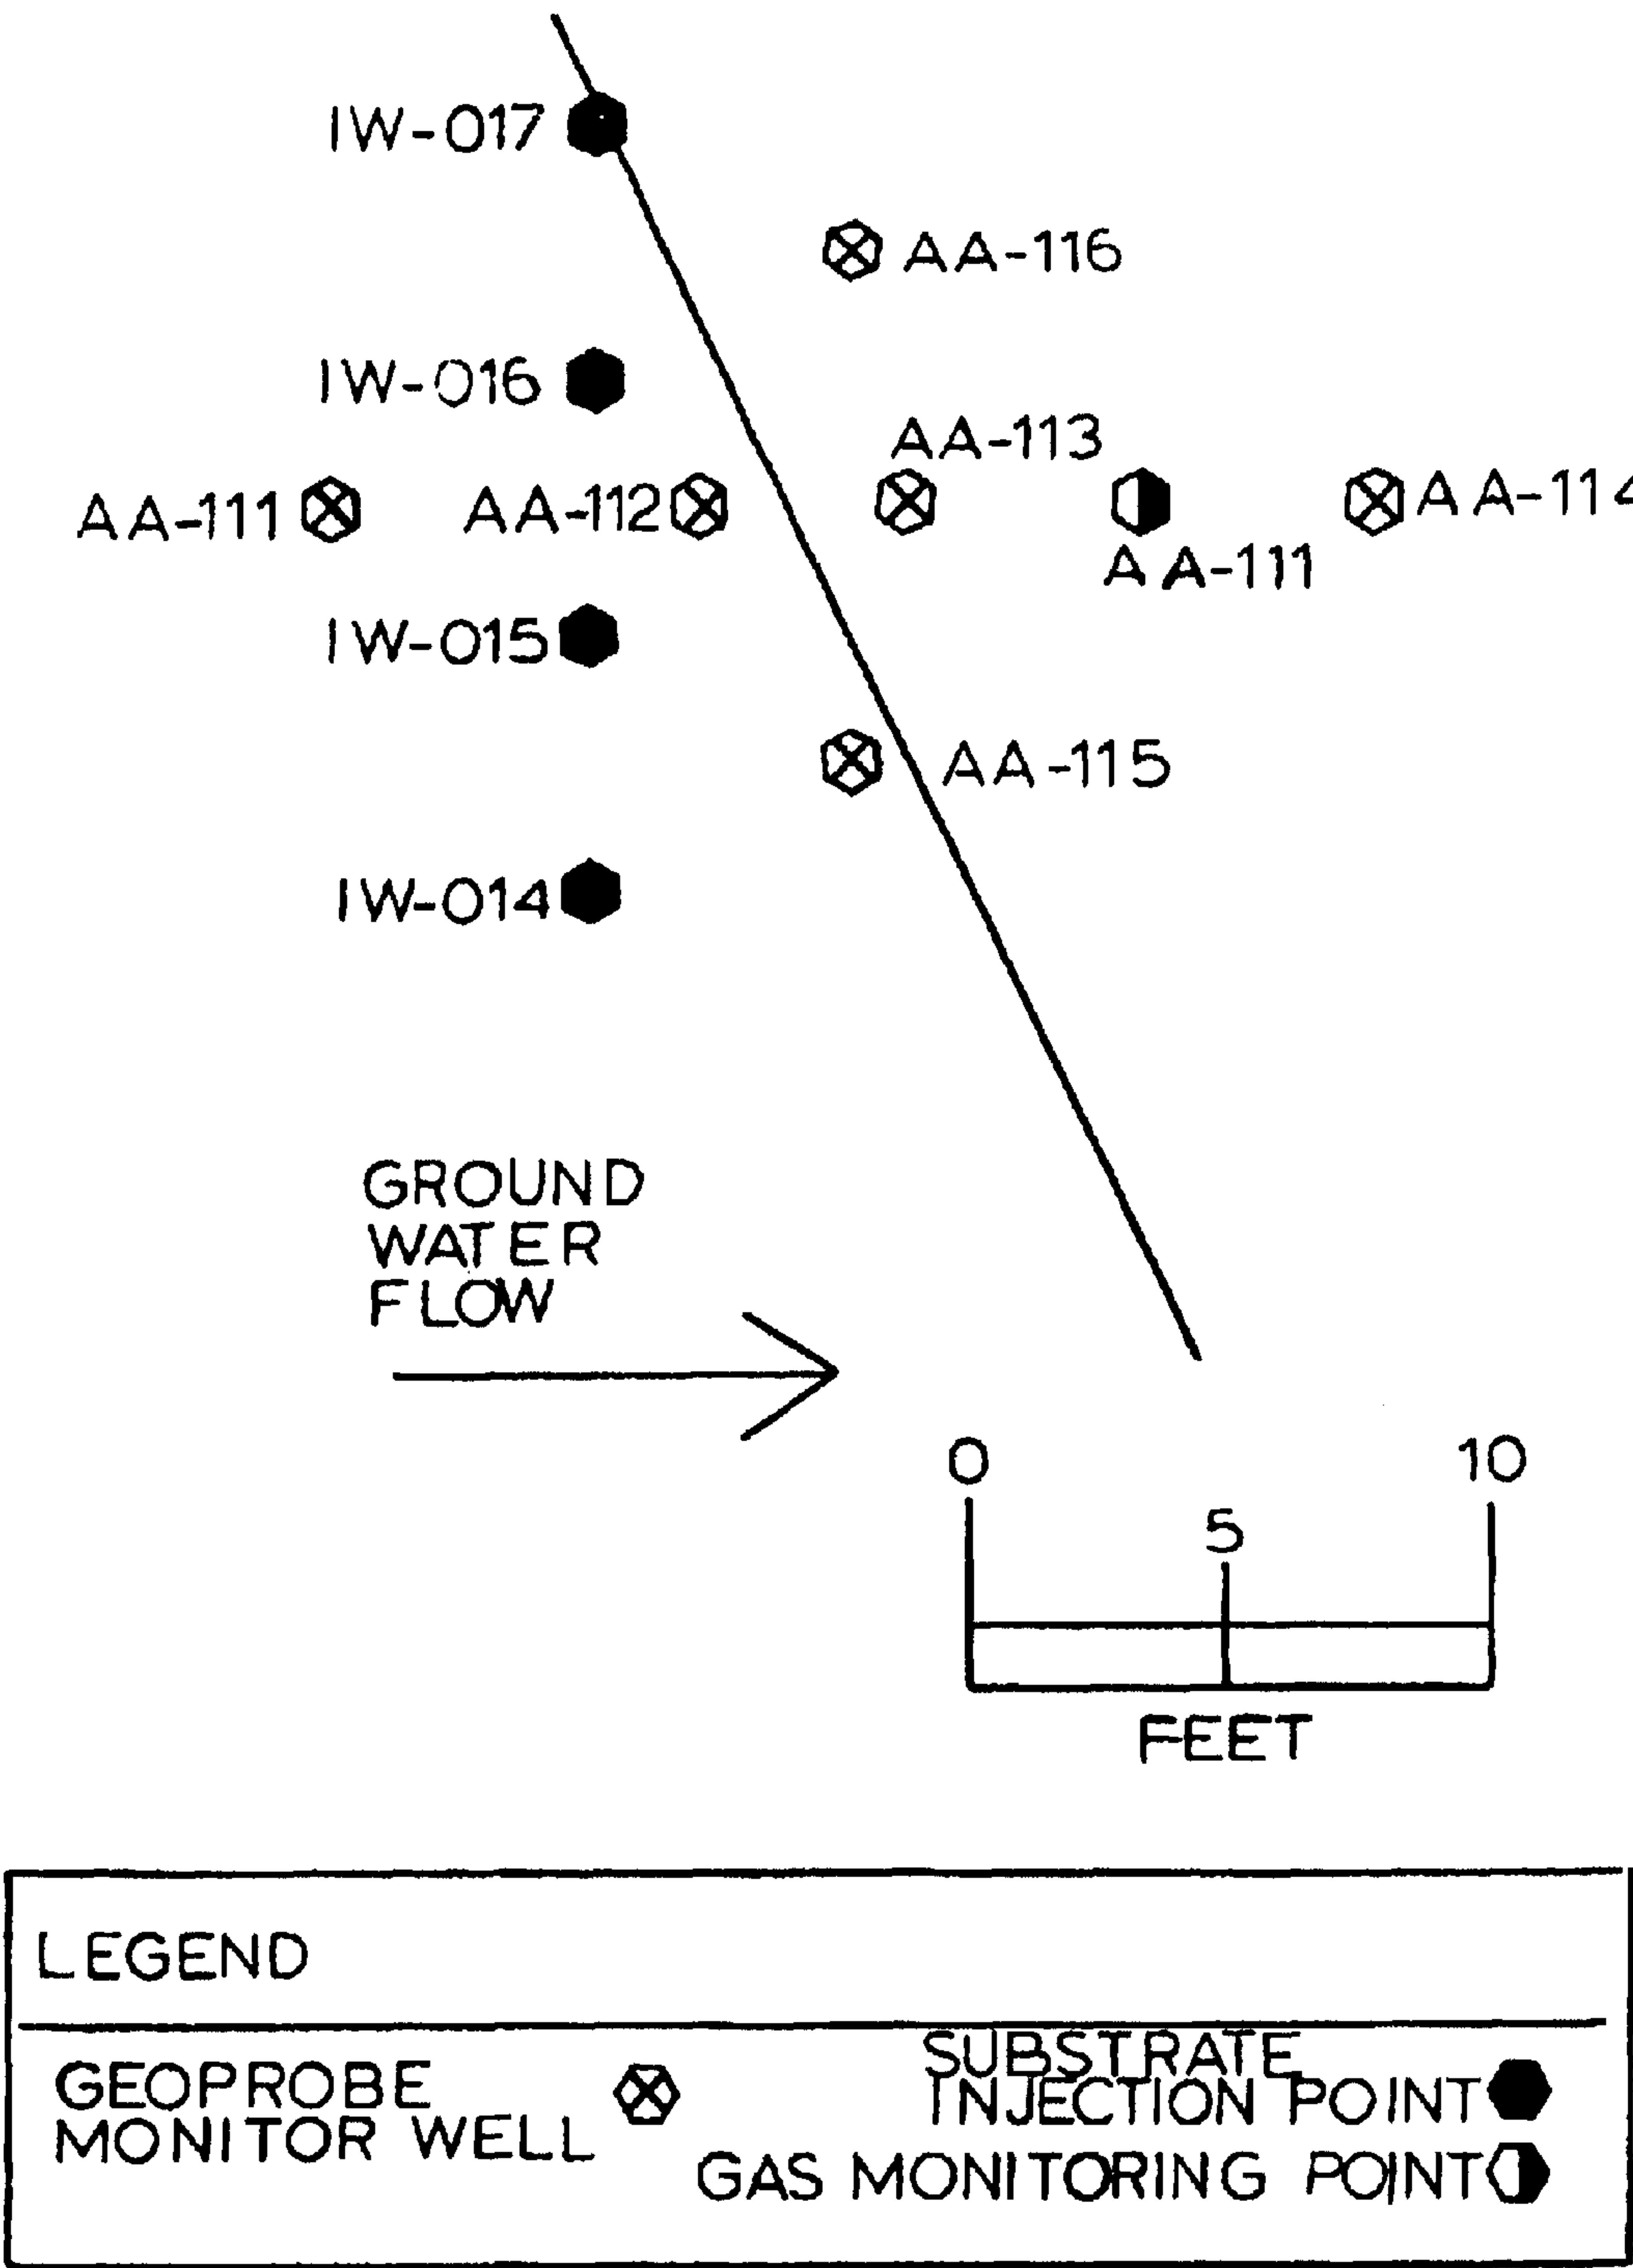 IW-017
AA-116
IW-016
AA-113
AA-111
AA-112
AA-114
AA-111
IW-015
AA-115
IW-014
GROUND
WATER
FLOW
0
10
5
FEET
LEGEND
GEOPROBE
MONITOR WELL
SUBSTRATE
INJECTION POINT
GAS MONITORING POINT